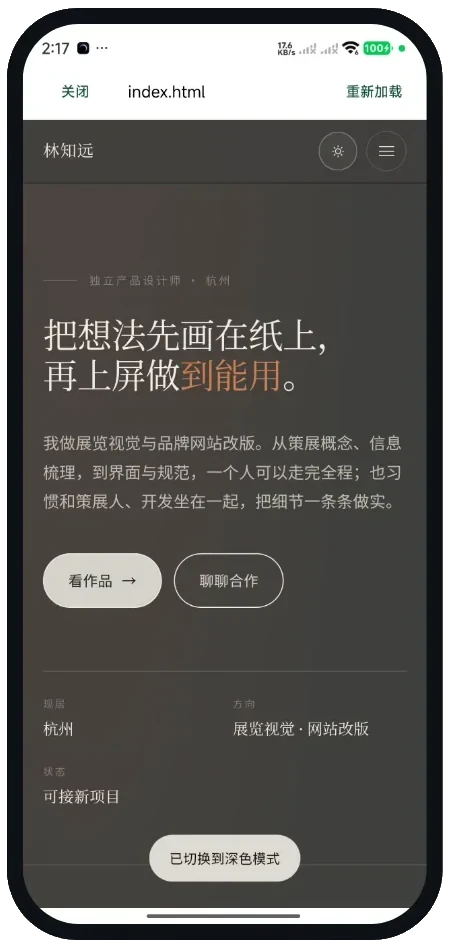 2:17 ...
17.6 KB/s 100
关闭 index.html 重新加载
林知远
独立产品设计师 · 杭州
把想法先画在纸上，
再上屏做到能用。
我做展览视觉与品牌网站改版。从策展概念、信息
梳理，到界面与规范，一个人可以走完全程；也习
惯和策展人、开发坐在一起，把细节一条条做实。
看作品 → 聊聊合作
现居 方向
杭州 展览视觉 · 网站改版
状态
可接新项目
已切换到深色模式